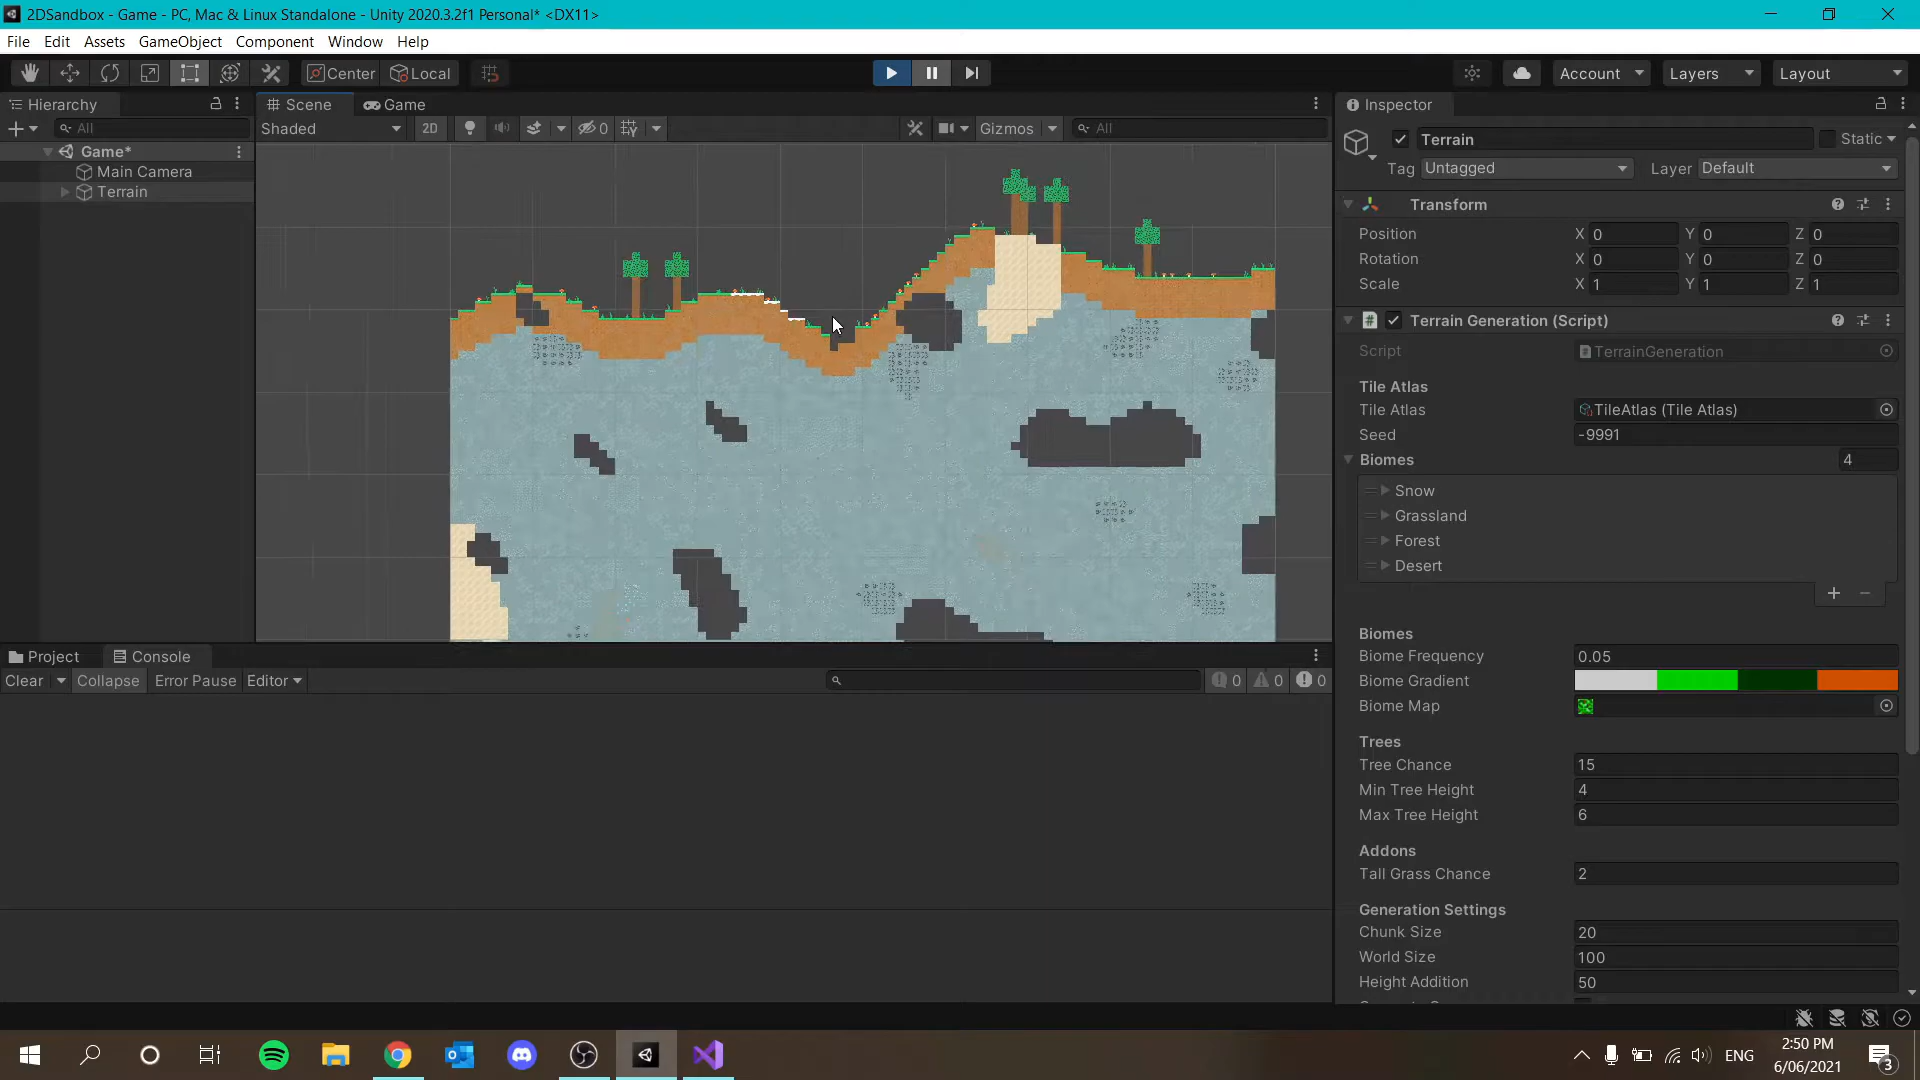 2DSandbox - Game - PC, Mac & Linux Standalone - Unity 2020.3.2f1 Personal* <DX11>
File Edit Assets GameObject Component Window Help
Center Local Account Layers Layout
Hierarchy
All
Game*
Main Camera
Terrain
Scene Game
Shaded 2D 0 Gizmos All
Inspector
Terrain Static
Tag Untagged Layer Default
Transform
Position X 0 Y 0 Z 0
Rotation X 0 Y 0 Z 0
Scale X 1 Y 1 Z 1
Terrain Generation (Script)
Script TerrainGeneration
Tile Atlas
Tile Atlas TileAtlas (Tile Atlas)
Seed -9991
Biomes 4
Snow
Grassland
Forest
Desert
Biomes
Biome Frequency 0.05
Biome Gradient
Biome Map
Trees
Tree Chance 15
Min Tree Height 4
Max Tree Height 6
Addons
Tall Grass Chance 2
Generation Settings
Chunk Size 20
World Size 100
Height Addition 50
Project Console
Clear Collapse Error Pause Editor 0 0 0
ENG
2:50 PM
6/06/2021
3